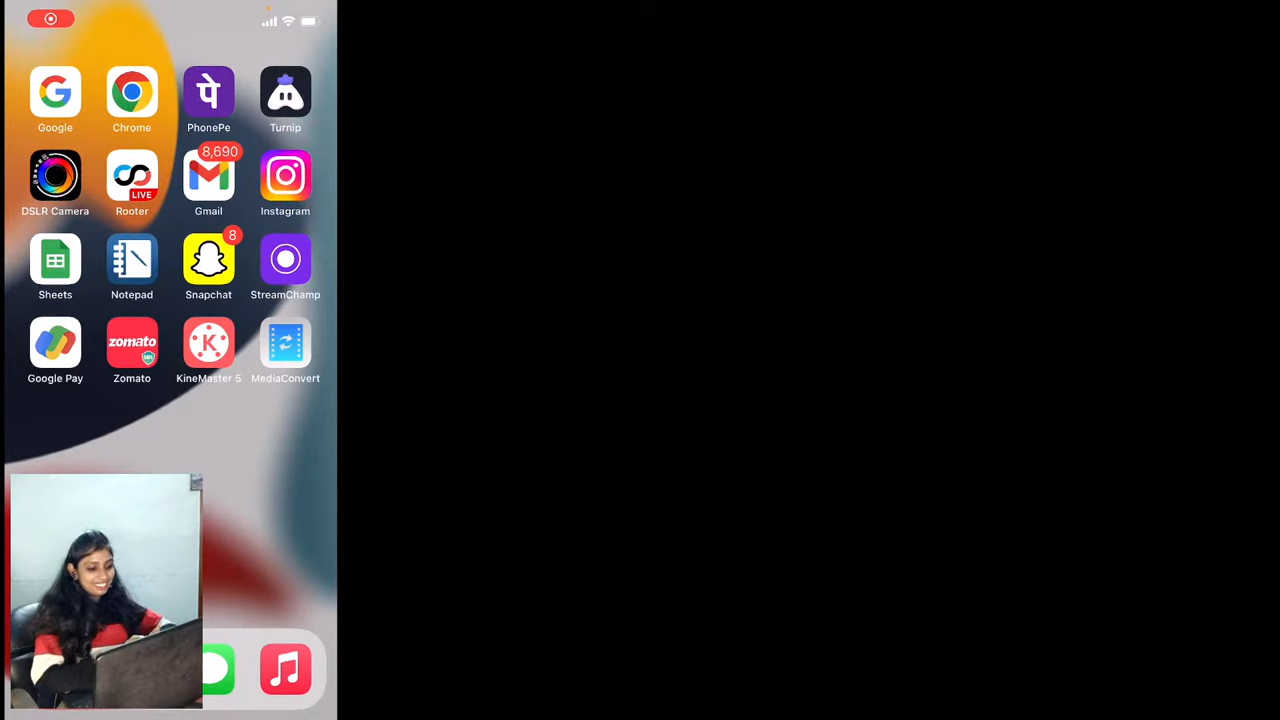 Google Chrome PhonePe Turnip
पे
8,690
LIVE
DSLR Camera Rooter Gmail Instagram
8
Sheets Notepad Snapchat StreamChamp
zomato
K
Google Pay Zomato KineMaster 5 MediaConvert